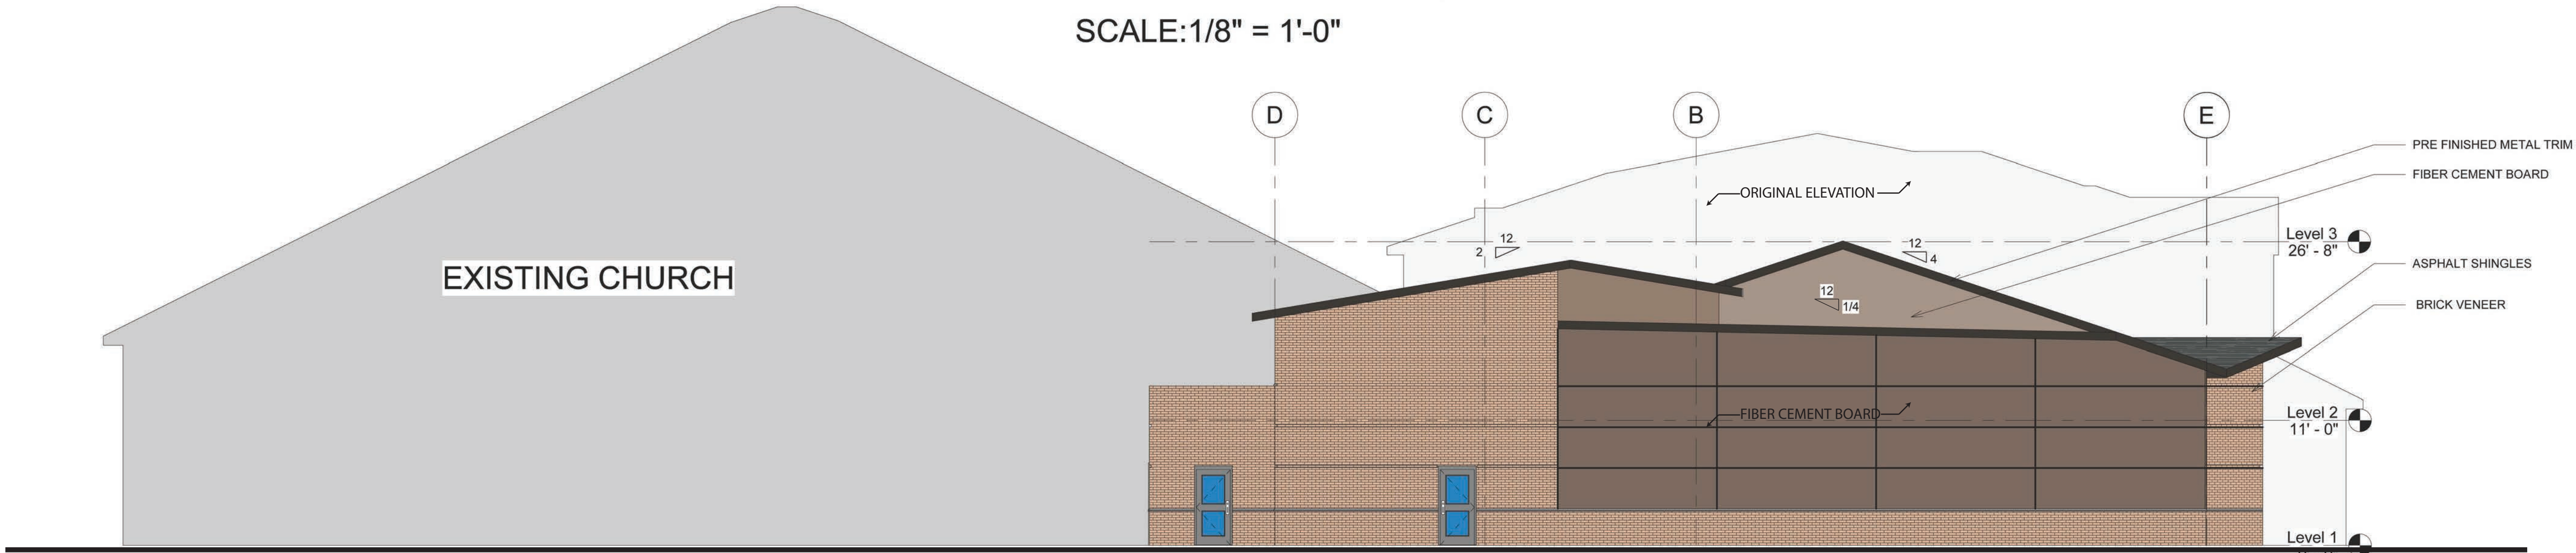 SCALE:1/8" = 1'-0"
D
C
B
E
PRE FINISHED METAL TRIM
FIBER CEMENT BOARD
ORIGINAL ELEVATION
12
2
12
4
Level 3
26' - 8"
ASPHALT SHINGLES
EXISTING CHURCH
12
1/4
BRICK VENEER
FIBER CEMENT BOARD
Level 2
11' - 0"
Level 1